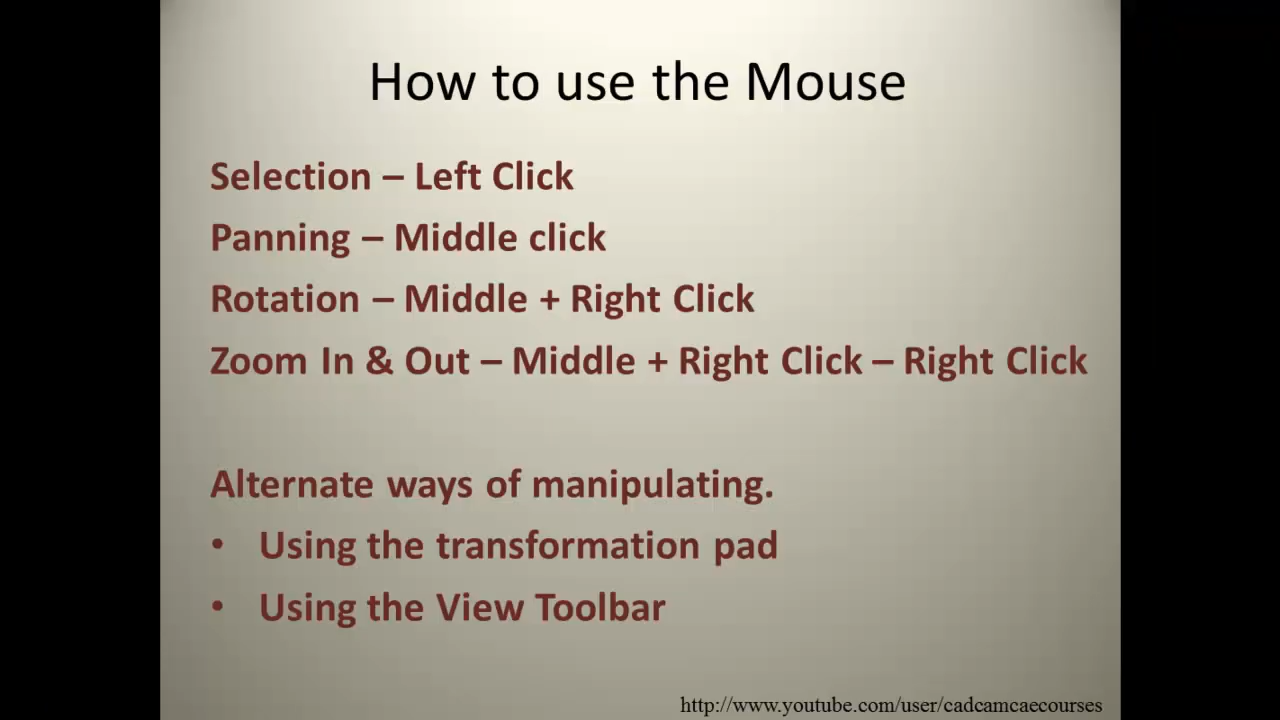 How to use the Mouse
Selection – Left Click
Panning – Middle click
Rotation – Middle + Right Click
Zoom In & Out – Middle + Right Click – Right Click
Alternate ways of manipulating.
• Using the transformation pad
• Using the View Toolbar
http://www.youtube.com/user/cadcamcaecourses